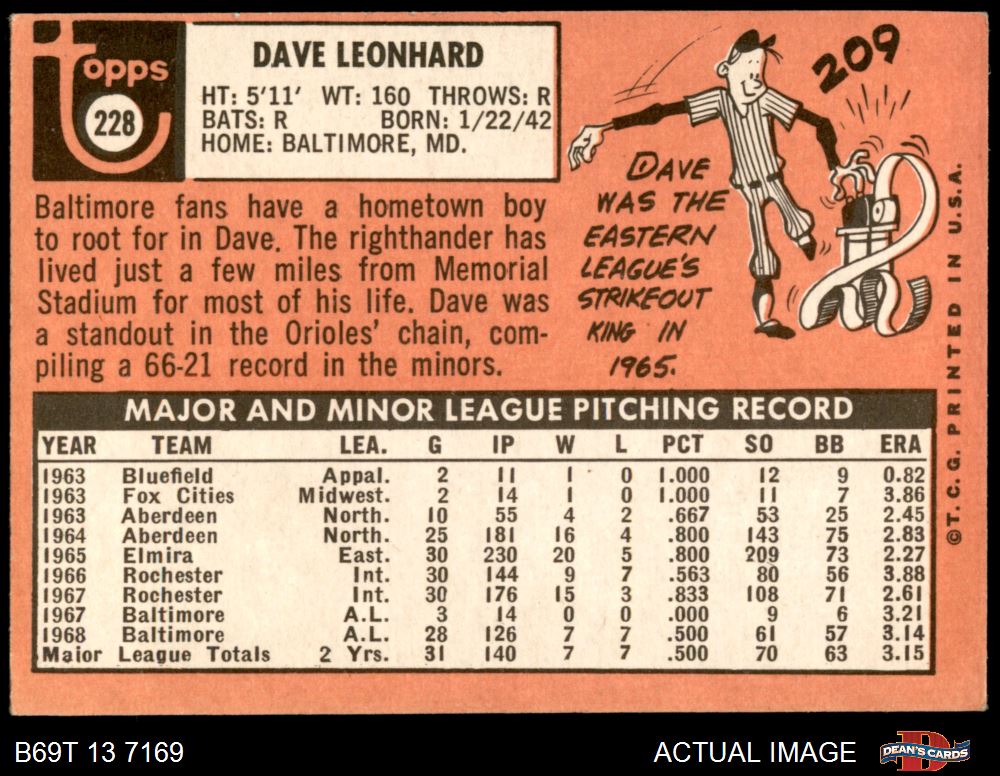 topps
228
DAVE LEONHARD
HT: 5'11' WT: 160 THROWS: R
BATS: R BORN: 1/22/42
HOME: BALTIMORE, MD.
Baltimore fans have a hometown boy
to root for in Dave. The righthander has
lived just a few miles from Memorial
Stadium for most of his life. Dave was
a standout in the Orioles' chain, com-
piling a 66-21 record in the minors.
209
DAVE
WAS THE
EASTERN
LEAGUE'S
STRIKEOUT
KING IN
1965.
MAJOR AND MINOR LEAGUE PITCHING RECORD
YEAR TEAM LEA. G IP W L PCT SO BB ERA
1963 Bluefield Appal. 2 11 1 0 1.000 12 9 0.82
1963 Fox Cities Midwest. 2 14 1 0 1.000 11 7 3.86
1963 Aberdeen North. 10 55 4 2 .667 53 25 2.45
1964 Aberdeen North. 25 181 16 4 .800 143 75 2.83
1965 Elmira East. 30 230 20 5 .800 209 73 2.27
1966 Rochester Int. 30 144 9 7 .563 80 56 3.88
1967 Rochester Int. 30 176 15 3 .833 108 71 2.61
1967 Baltimore A.L. 3 14 0 0 .000 9 6 3.21
1968 Baltimore A.L. 28 126 7 7 .500 61 57 3.14
Major League Totals 2 Yrs. 31 140 7 7 .500 70 63 3.15
©T. C. G. PRINTED IN U.S.A.
B69T 13 7169
ACTUAL IMAGE
DEAN'S CARDS